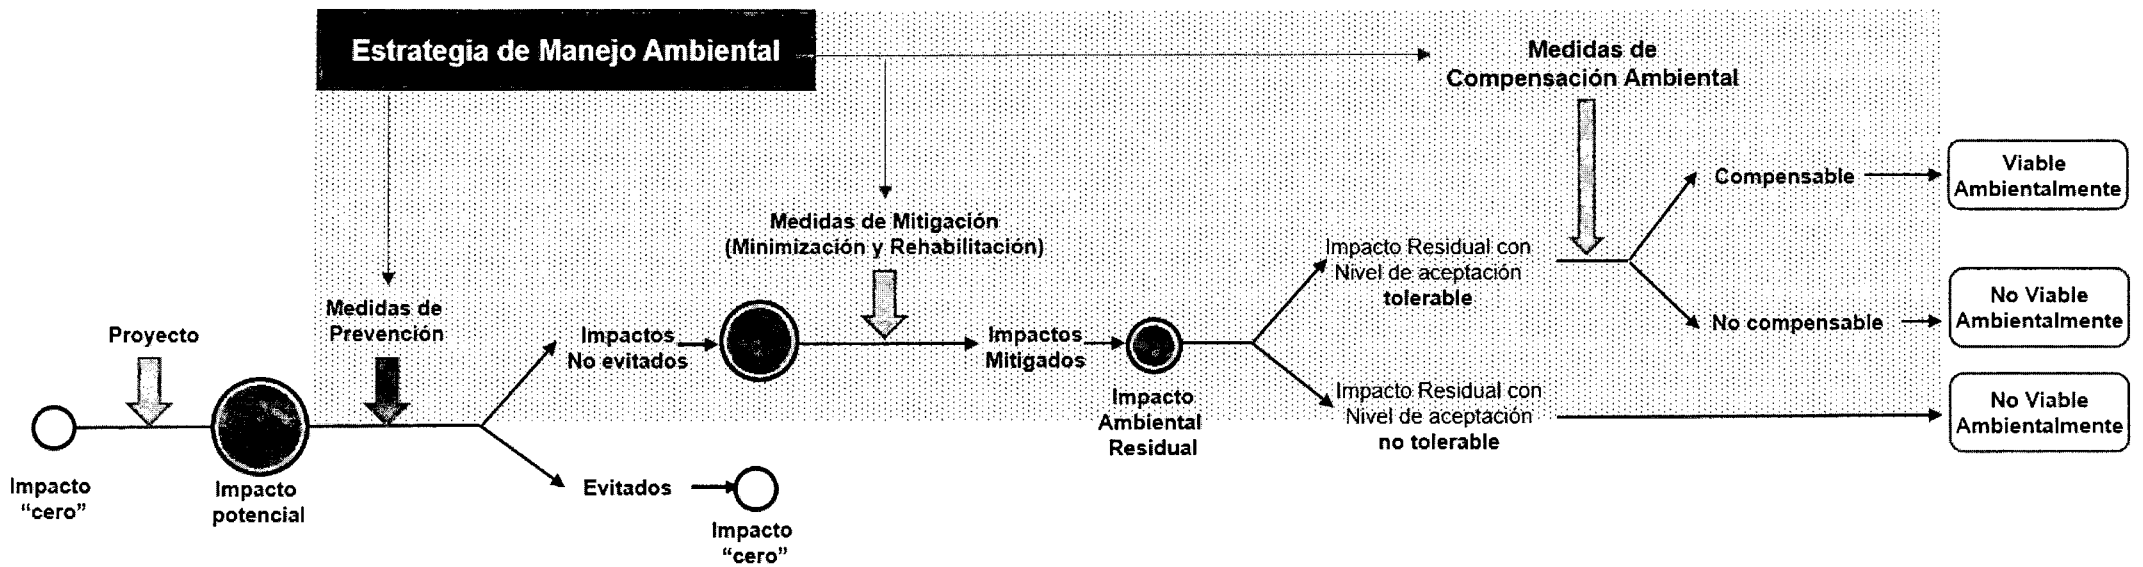 Estrategia de Manejo Ambiental
Medidas de
Compensación Ambiental
Compensable
Viable
Ambientalmente
Medidas de Mitigación
(Minimización y Rehabilitación)
Impacto Residual con
Nivel de aceptación
tolerable
Medidas de
Prevención
Proyecto
Impactos
No evitados
Impactos
Mitigados
No compensable
No Viable
Ambientalmente
Impacto
Ambiental
Residual
Impacto Residual con
Nivel de aceptación
no tolerable
No Viable
Ambientalmente
Impacto
“cero”
Impacto
potencial
Evitados
Impacto
“cero”